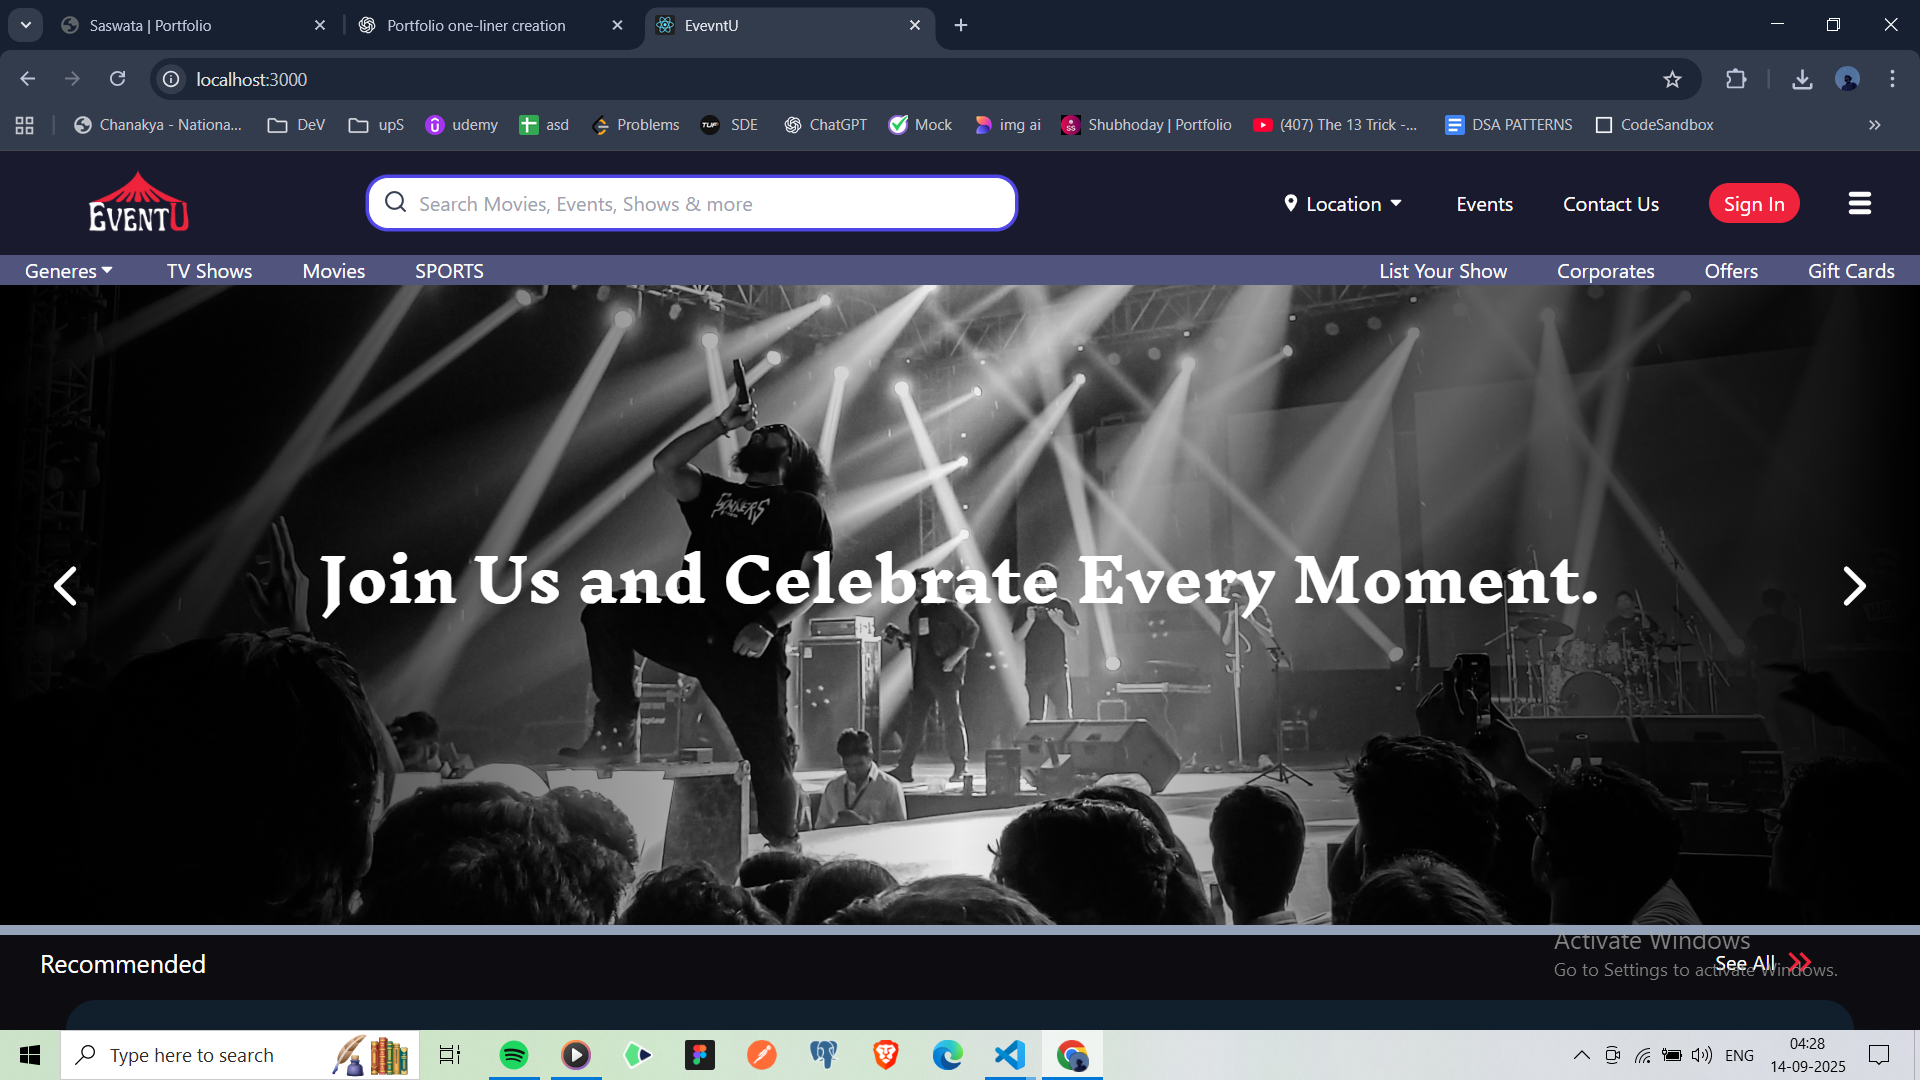 Saswata | Portfolio
Portfolio one-liner creation
EvevntU
localhost:3000
Chanakya - Nationa...
DeV
upS
udemy
asd
Problems
TUF
SDE
ChatGPT
Mock
img ai
SS
Shubhoday | Portfolio
(407) The 13 Trick -...
DSA PATTERNS
CodeSandbox
EVENTU
Search Movies, Events, Shows & more
Location
Events
Contact Us
Sign In
Generes
TV Shows
Movies
SPORTS
List Your Show
Corporates
Offers
Gift Cards
SINNERS
Join Us and Celebrate Every Moment.
Recommended
See All
Activate Windows
Go to Settings to activate Windows.
Type here to search
ENG
04:28
14-09-2025